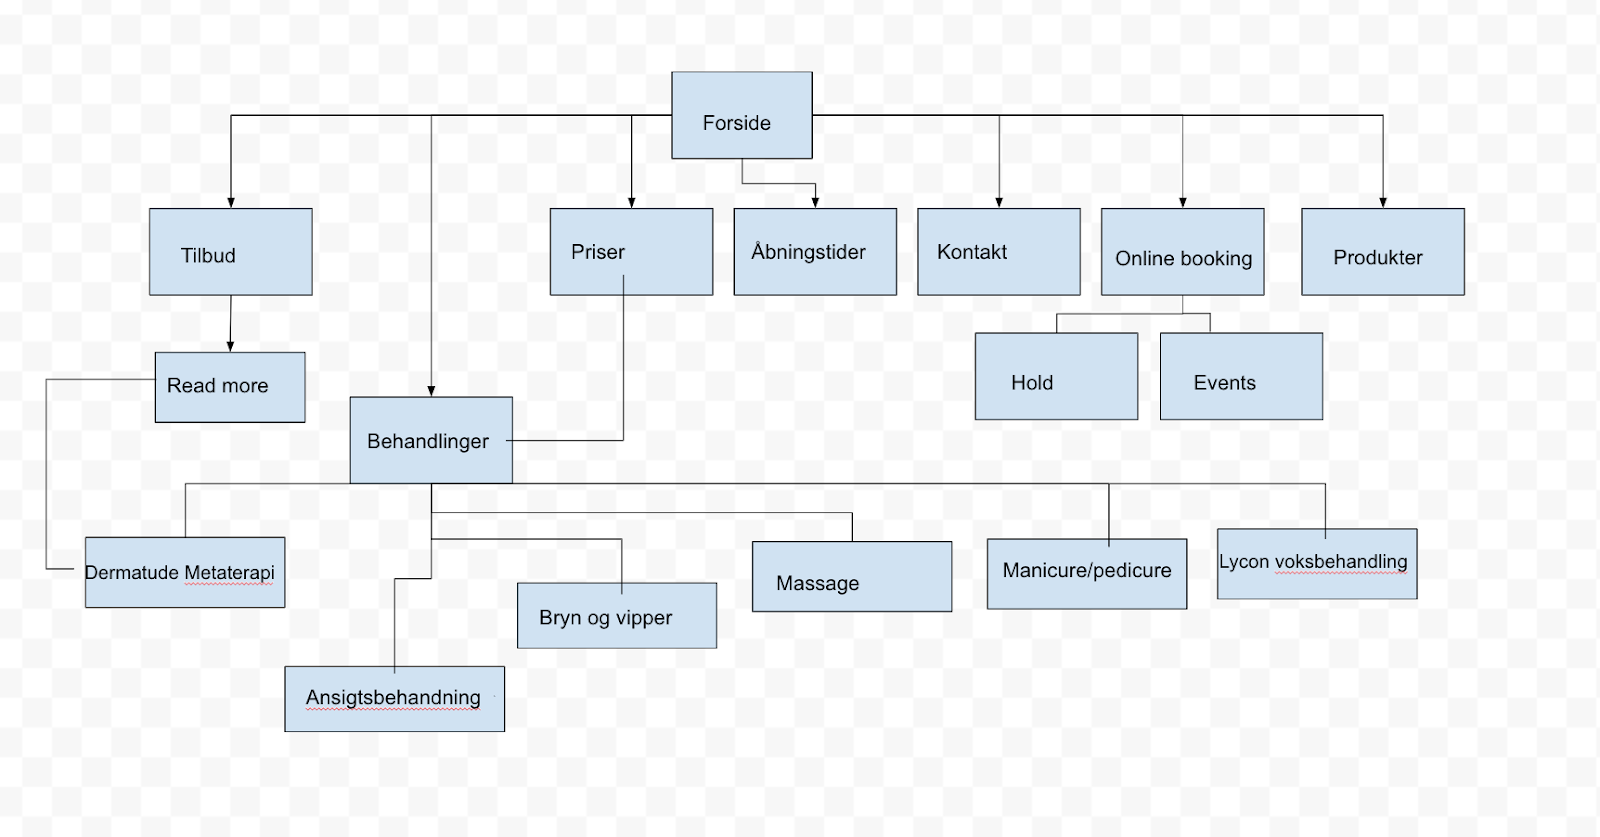 Forside
Tilbud
Priser
Åbningstider
Kontakt
Online booking
Produkter
Read more
Hold
Events
Behandlinger
Dermatude Metaterapi
Bryn og vipper
Massage
Manicure/pedicure
Lycon voksbehandling
Ansigtsbehandning